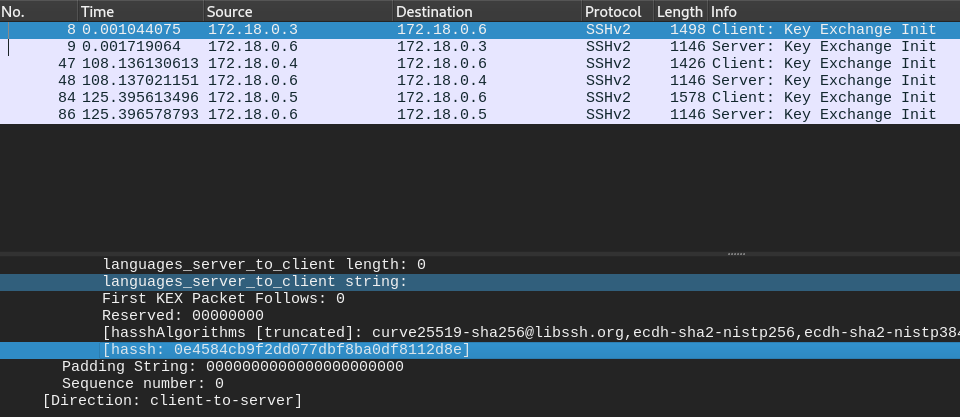 No. Time Source Destination Protocol Length Info
8 0.001044075 172.18.0.3 172.18.0.6 SSHv2 1498 Client: Key Exchange Init
9 0.001719064 172.18.0.6 172.18.0.3 SSHv2 1146 Server: Key Exchange Init
47 108.136130613 172.18.0.4 172.18.0.6 SSHv2 1426 Client: Key Exchange Init
48 108.137021151 172.18.0.6 172.18.0.4 SSHv2 1146 Server: Key Exchange Init
84 125.395613496 172.18.0.5 172.18.0.6 SSHv2 1578 Client: Key Exchange Init
86 125.396578793 172.18.0.6 172.18.0.5 SSHv2 1146 Server: Key Exchange Init
languages_server_to_client length: 0
languages_server_to_client string:
First KEX Packet Follows: 0
Reserved: 00000000
[hasshAlgorithms [truncated]: curve25519-sha256@libssh.org,ecdh-sha2-nistp256,ecdh-sha2-nistp384
[hassh: 0e4584cb9f2dd077dbf8ba0df8112d8e]
Padding String: 0000000000000000000000
Sequence number: 0
[Direction: client-to-server]